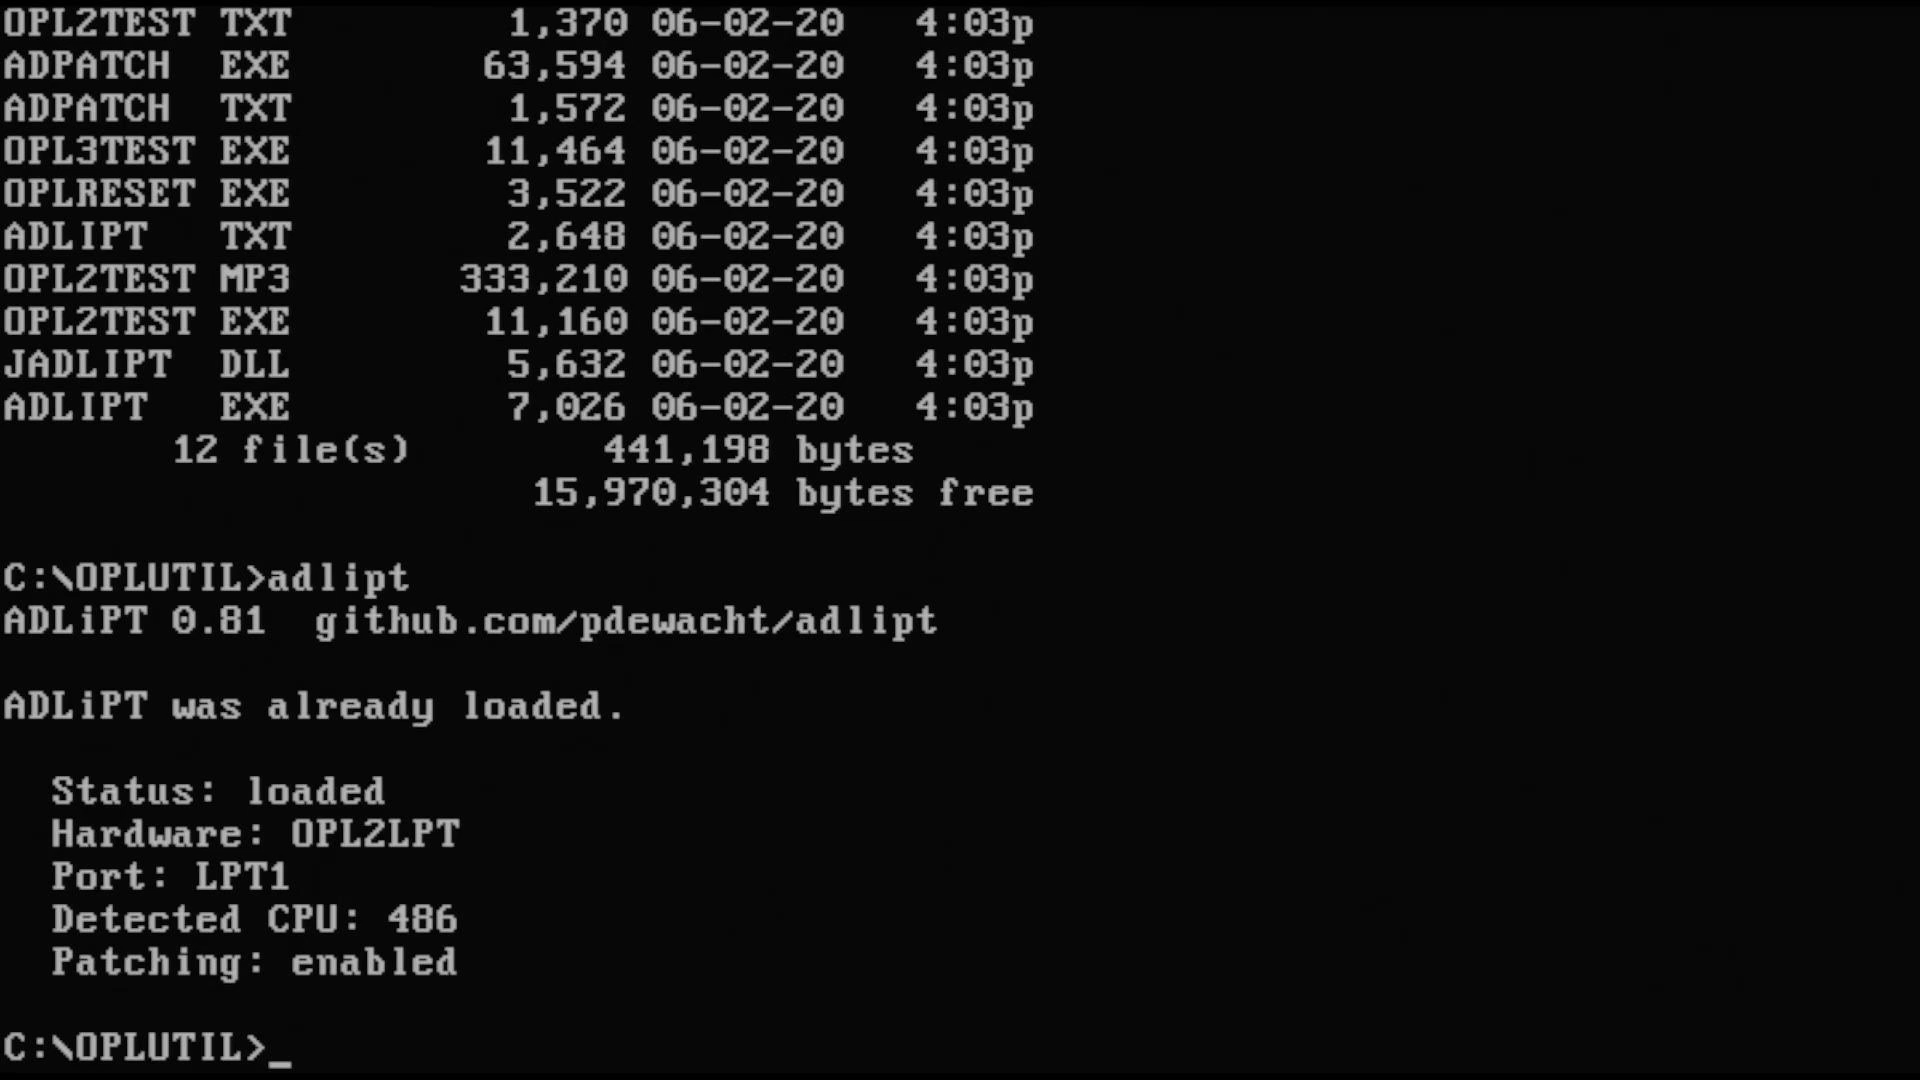 OPL2TEST TXT 1,370 06-02-20 4:03p
ADPATCH EXE 63,594 06-02-20 4:03p
ADPATCH TXT 1,572 06-02-20 4:03p
OPL3TEST EXE 11,464 06-02-20 4:03p
OPLRESET EXE 3,522 06-02-20 4:03p
ADLIPT TXT 2,648 06-02-20 4:03p
OPL2TEST MP3 333,210 06-02-20 4:03p
OPL2TEST EXE 11,160 06-02-20 4:03p
JADLIPT DLL 5,632 06-02-20 4:03p
ADLIPT EXE 7,026 06-02-20 4:03p
12 file(s) 441,198 bytes
15,970,304 bytes free
C:\OPLUTIL>adlipt
ADLiPT 0.81 github.com/pdewacht/adlipt
ADLiPT was already loaded.
Status: loaded
Hardware: OPL2LPT
Port: LPT1
Detected CPU: 486
Patching: enabled
C:\OPLUTIL>_